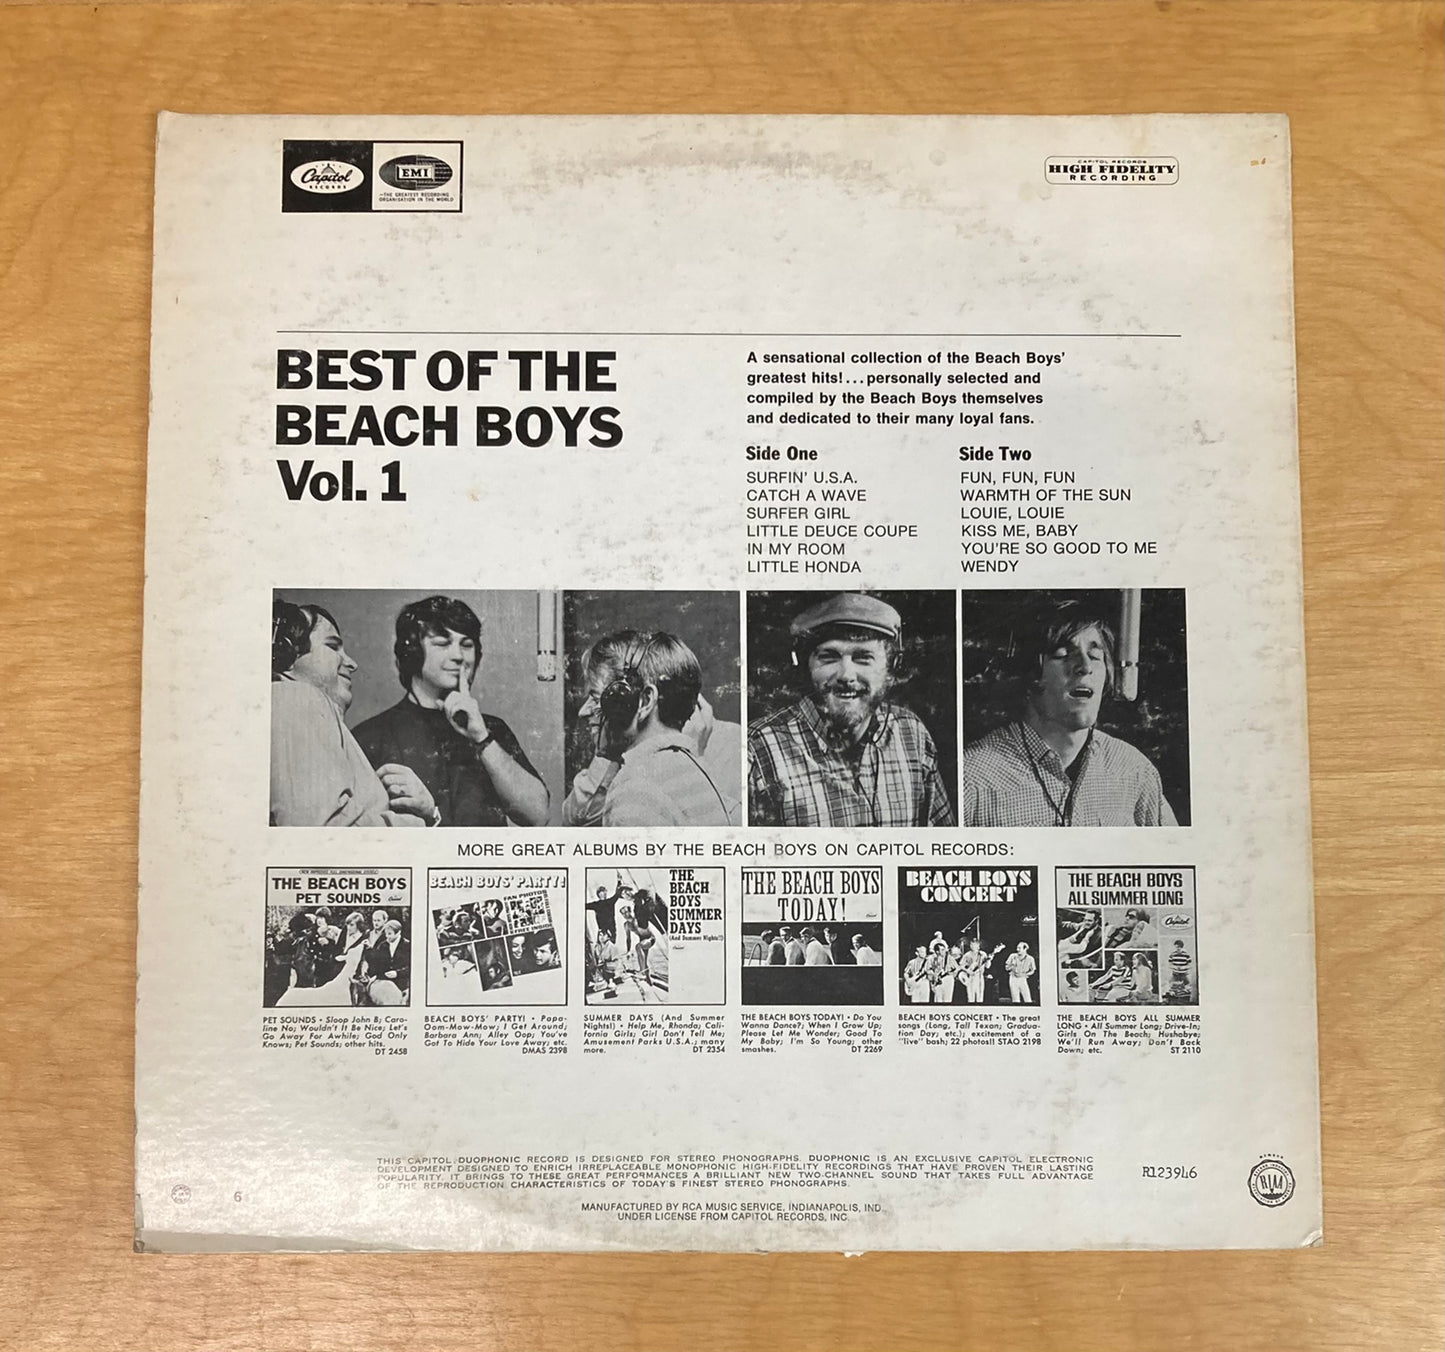 Capitol
RECORDS
EMI
—THE GREATEST RECORDING
ORGANISATION IN THE WORLD
CAPITOL RECORDS
HIGH FIDELITY
RECORDING
BEST OF THE
BEACH BOYS
Vol. 1
A sensational collection of the Beach Boys'
greatest hits!...personally selected and
compiled by the Beach Boys themselves
and dedicated to their many loyal fans.
Side One
SURFIN' U.S.A.
CATCH A WAVE
SURFER GIRL
LITTLE DEUCE COUPE
IN MY ROOM
LITTLE HONDA
Side Two
FUN, FUN, FUN
WARMTH OF THE SUN
LOUIE, LOUIE
KISS ME, BABY
YOU'RE SO GOOD TO ME
WENDY
MORE GREAT ALBUMS BY THE BEACH BOYS ON CAPITOL RECORDS:
THE BEACH BOYS
PET SOUNDS
Capitol
BEACH BOYS' PARTY!
FAN PHOTOS
FREE INSIDE
THE
BEACH
BOYS
SUMMER
DAYS
(And Summer Nights!!)
THE BEACH BOYS
TODAY!
BEACH BOYS
CONCERT
THE BEACH BOYS
ALL SUMMER LONG
Capitol
PET SOUNDS • Sloop John B; Caro-
line No; Wouldn't It Be Nice; Let's
Go Away For Awhile; God Only
Knows; Pet Sounds; other hits.
DT 2458
BEACH BOYS' PARTY! • Papa-
Oom-Mow-Mow; I Get Around;
Barbara Ann; Alley Oop; You've
Got To Hide Your Love Away; etc.
DMAS 2398
SUMMER DAYS (And Summer
Nights!) • Help Me, Rhonda; Cali-
fornia Girls; Girl Don't Tell Me;
Amusement Parks U.S.A.; many
more. DT 2354
THE BEACH BOYS TODAY! • Do You
Wanna Dance?; When I Grow Up;
Please Let Me Wonder; Good To
My Baby; I'm So Young; other
smashes. DT 2269
BEACH BOYS CONCERT • The great
songs (Long, Tall Texan; Gradua-
tion Day; etc.); excitement of a
"live" bash; 22 photos!! STAO 2198
THE BEACH BOYS ALL SUMMER
LONG • All Summer Long; Drive-In;
Girls On The Beach; Hushabye;
We'll Run Away; Don't Back
Down; etc. ST 2110
THIS CAPITOL DUOPHONIC RECORD IS DESIGNED FOR STEREO PHONOGRAPHS. DUOPHONIC IS AN EXCLUSIVE CAPITOL ELECTRONIC
DEVELOPMENT DESIGNED TO ENRICH IRREPLACEABLE MONOPHONIC HIGH-FIDELITY RECORDINGS THAT HAVE PROVEN THEIR LASTING
POPULARITY. IT BRINGS TO THESE GREAT PERFORMANCES A BRILLIANT NEW TWO-CHANNEL SOUND THAT TAKES FULL ADVANTAGE
OF THE REPRODUCTION CHARACTERISTICS OF TODAY'S FINEST STEREO PHONOGRAPHS.
R123946
RIAA
6
MANUFACTURED BY RCA MUSIC SERVICE, INDIANAPOLIS, IND.,
UNDER LICENSE FROM CAPITOL RECORDS, INC.